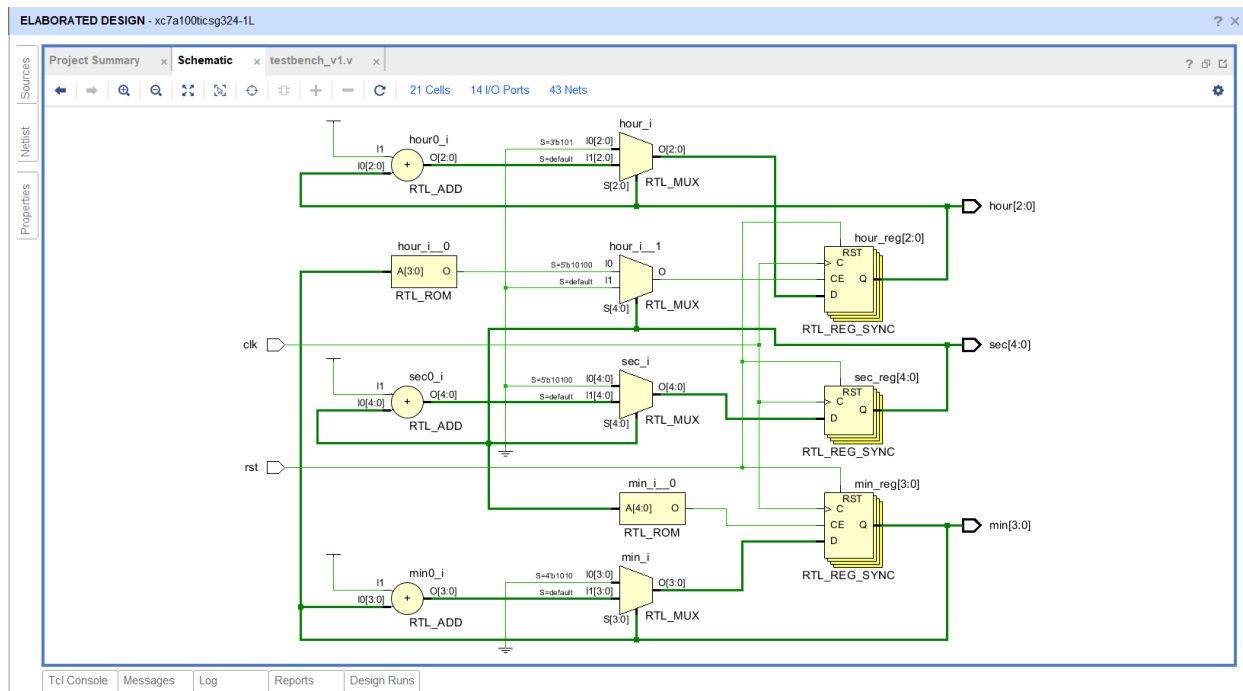 ELABORATED DESIGN - xc7a100ticsg324-1L
? ×
Sources
Netlist
Properties
Project Summary ×
Schematic ×
testbench_v1.v ×
?
21 Cells 14 I/O Ports 43 Nets
hour_i
hour0_i
S=3'b101 I0[2:0]
I1 O[2:0]
O[2:0]
S=default I1[2:0]
I0[2:0]
+
RTL_ADD
S[2:0] RTL_MUX
hour[2:0]
hour_reg[2:0]
hour_i__0
hour_i__1
RST
C
S=5'b10100 I0
A[3:0] O
O
CE Q
S=default I1
D
RTL_ROM
S[4:0] RTL_MUX
RTL_REG_SYNC
clk
sec[4:0]
sec_i
sec0_i
sec_reg[4:0]
S=5'b10100 I0[4:0]
I1 O[4:0]
O[4:0]
RST
S=default I1[4:0]
I0[4:0]
+
C
Q
D
RTL_ADD
S[4:0] RTL_MUX
RTL_REG_SYNC
rst
min_i__0
min_reg[3:0]
RST
A[4:0] O
C
CE Q
min[3:0]
RTL_ROM
D
min_i
RTL_REG_SYNC
min0_i
S=4'b1010 I0[3:0]
I1 O[3:0]
O[3:0]
S=default I1[3:0]
I0[3:0]
+
RTL_ADD
S[3:0] RTL_MUX
Tcl Console Messages Log Reports Design Runs